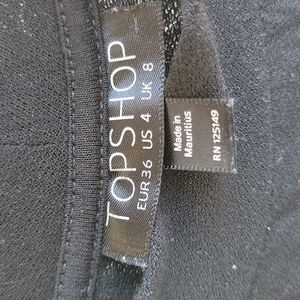 TOPSHOP
EUR 36 US 4 UK 8
Made in
Mauritius
RN 125149